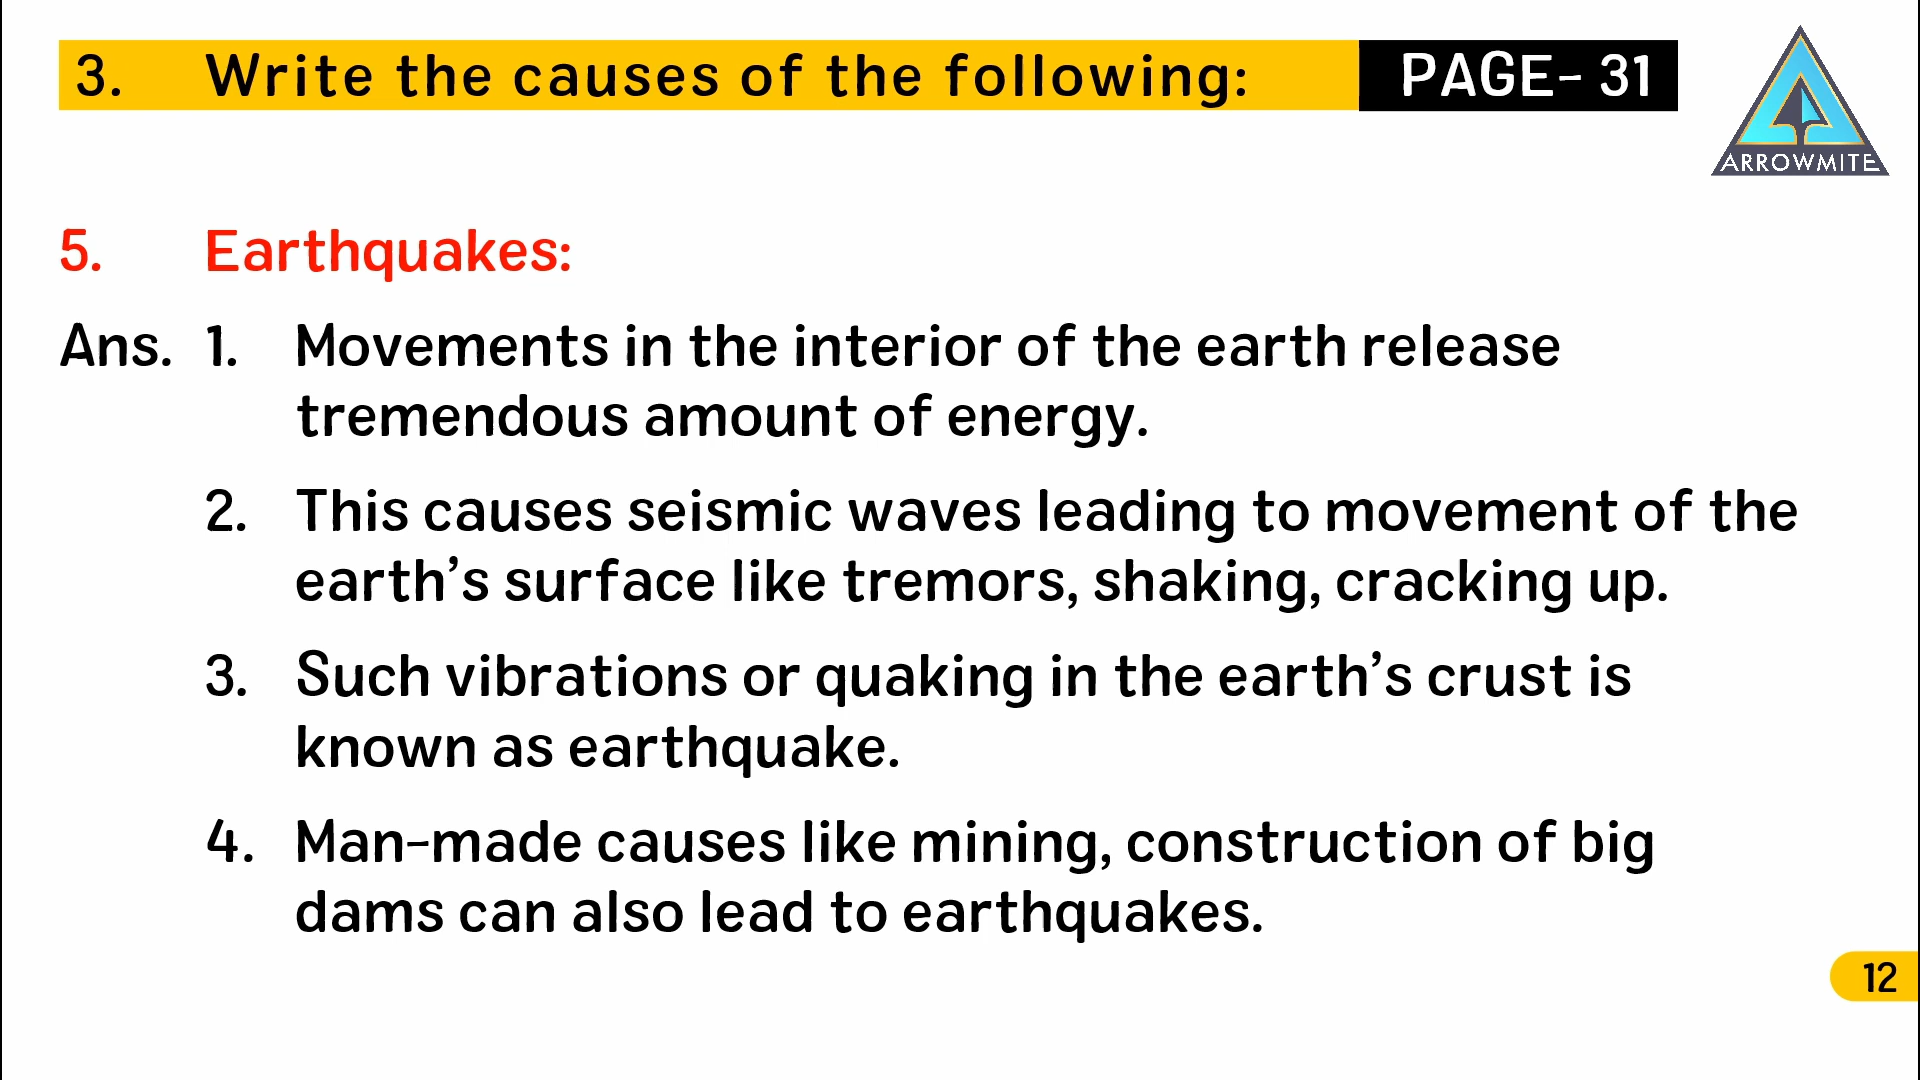 3. Write the causes of the following: PAGE- 31
ARROWMITE
5. Earthquakes:
Ans. 1. Movements in the interior of the earth release
tremendous amount of energy.
2. This causes seismic waves leading to movement of the
earth’s surface like tremors, shaking, cracking up.
3. Such vibrations or quaking in the earth’s crust is
known as earthquake.
4. Man-made causes like mining, construction of big
dams can also lead to earthquakes.
12